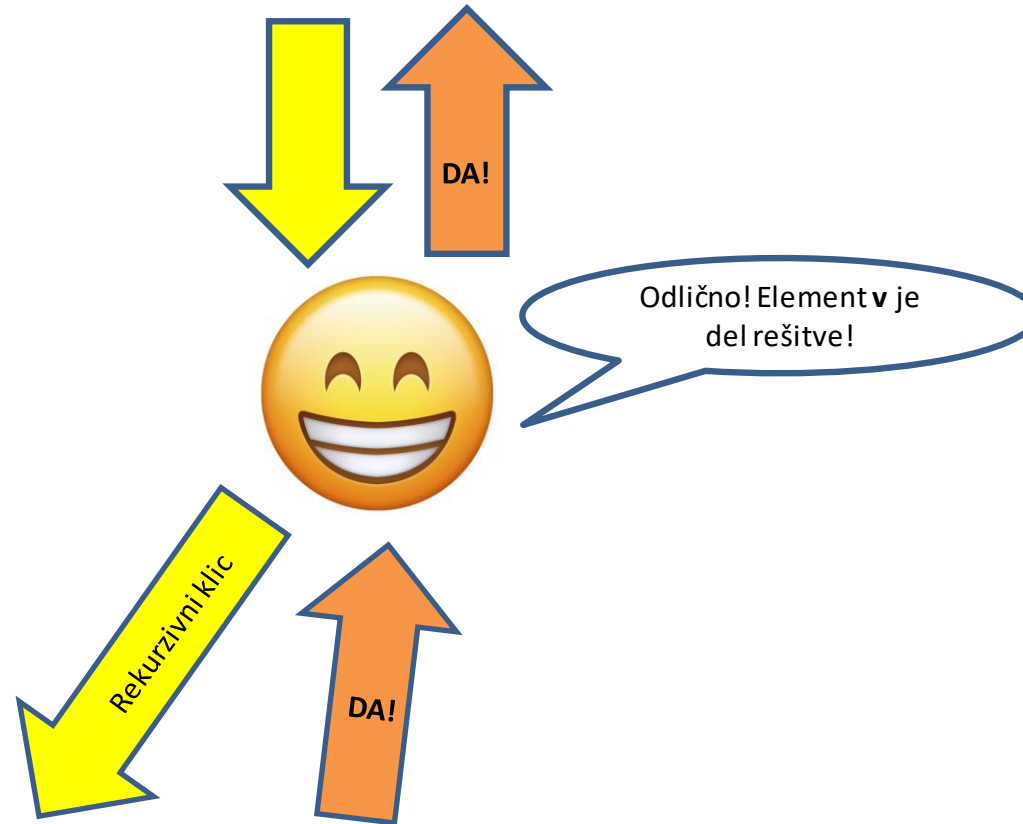 DA!
Odlično! Element v je
del rešitve!
Rekurzivni klic
DA!